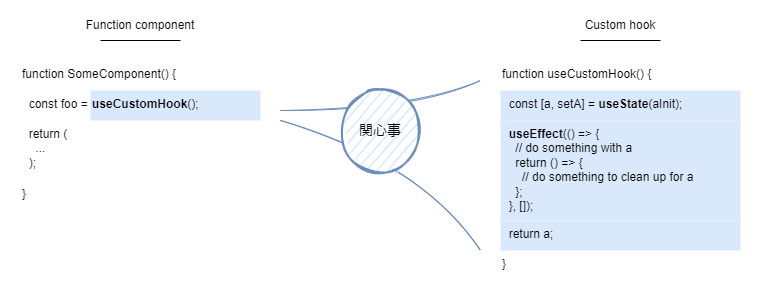 Function component
function SomeComponent() {
const foo = useCustomHook();
return (
...
);
}
関心事
Custom hook
function useCustomHook() {
const [a, setA] = useState(aInit);
useEffect(() => {
// do something with a
return () => {
// do something to clean up for a
};
}, []);
return a;
}